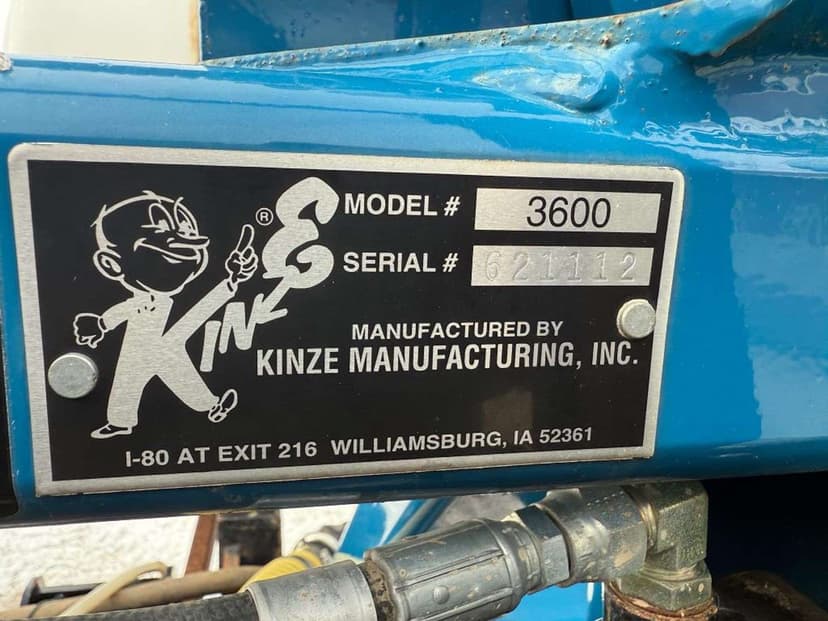 KINZE ®
MODEL # 3600
SERIAL # 621112
MANUFACTURED BY
KINZE MANUFACTURING, INC.
I-80 AT EXIT 216 WILLIAMSBURG, IA 52361